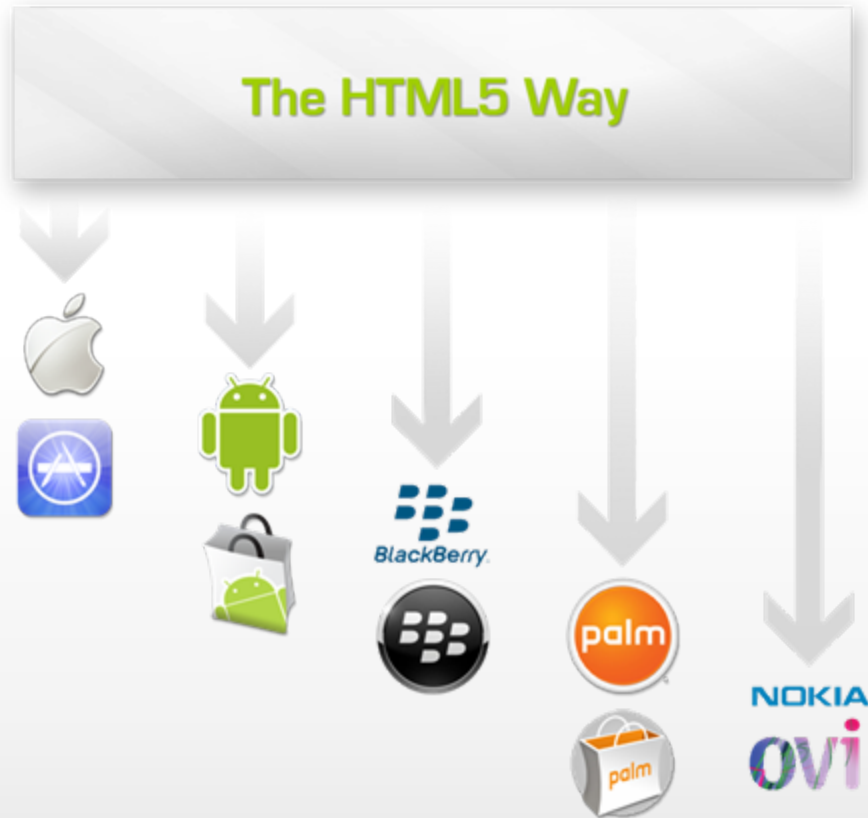 The HTML5 Way
BlackBerry.
palm
palm
NOKIA
ovi